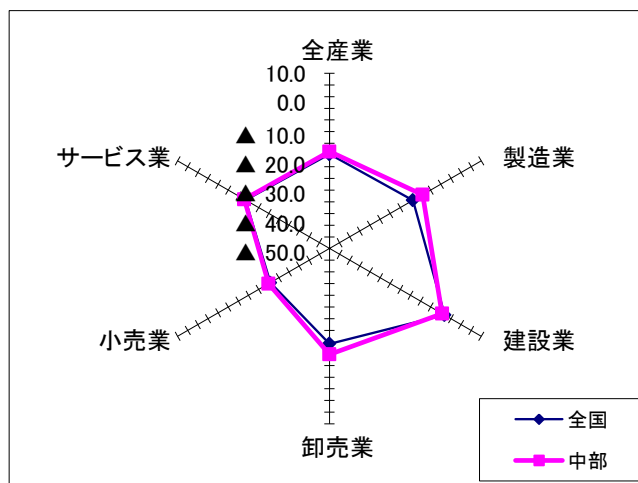 全産業
10.0
0.0
▲ 10.0
▲ 20.0
▲ 30.0
▲ 40.0
▲ 50.0
製造業
建設業
卸売業
小売業
サービス業
全国
中部